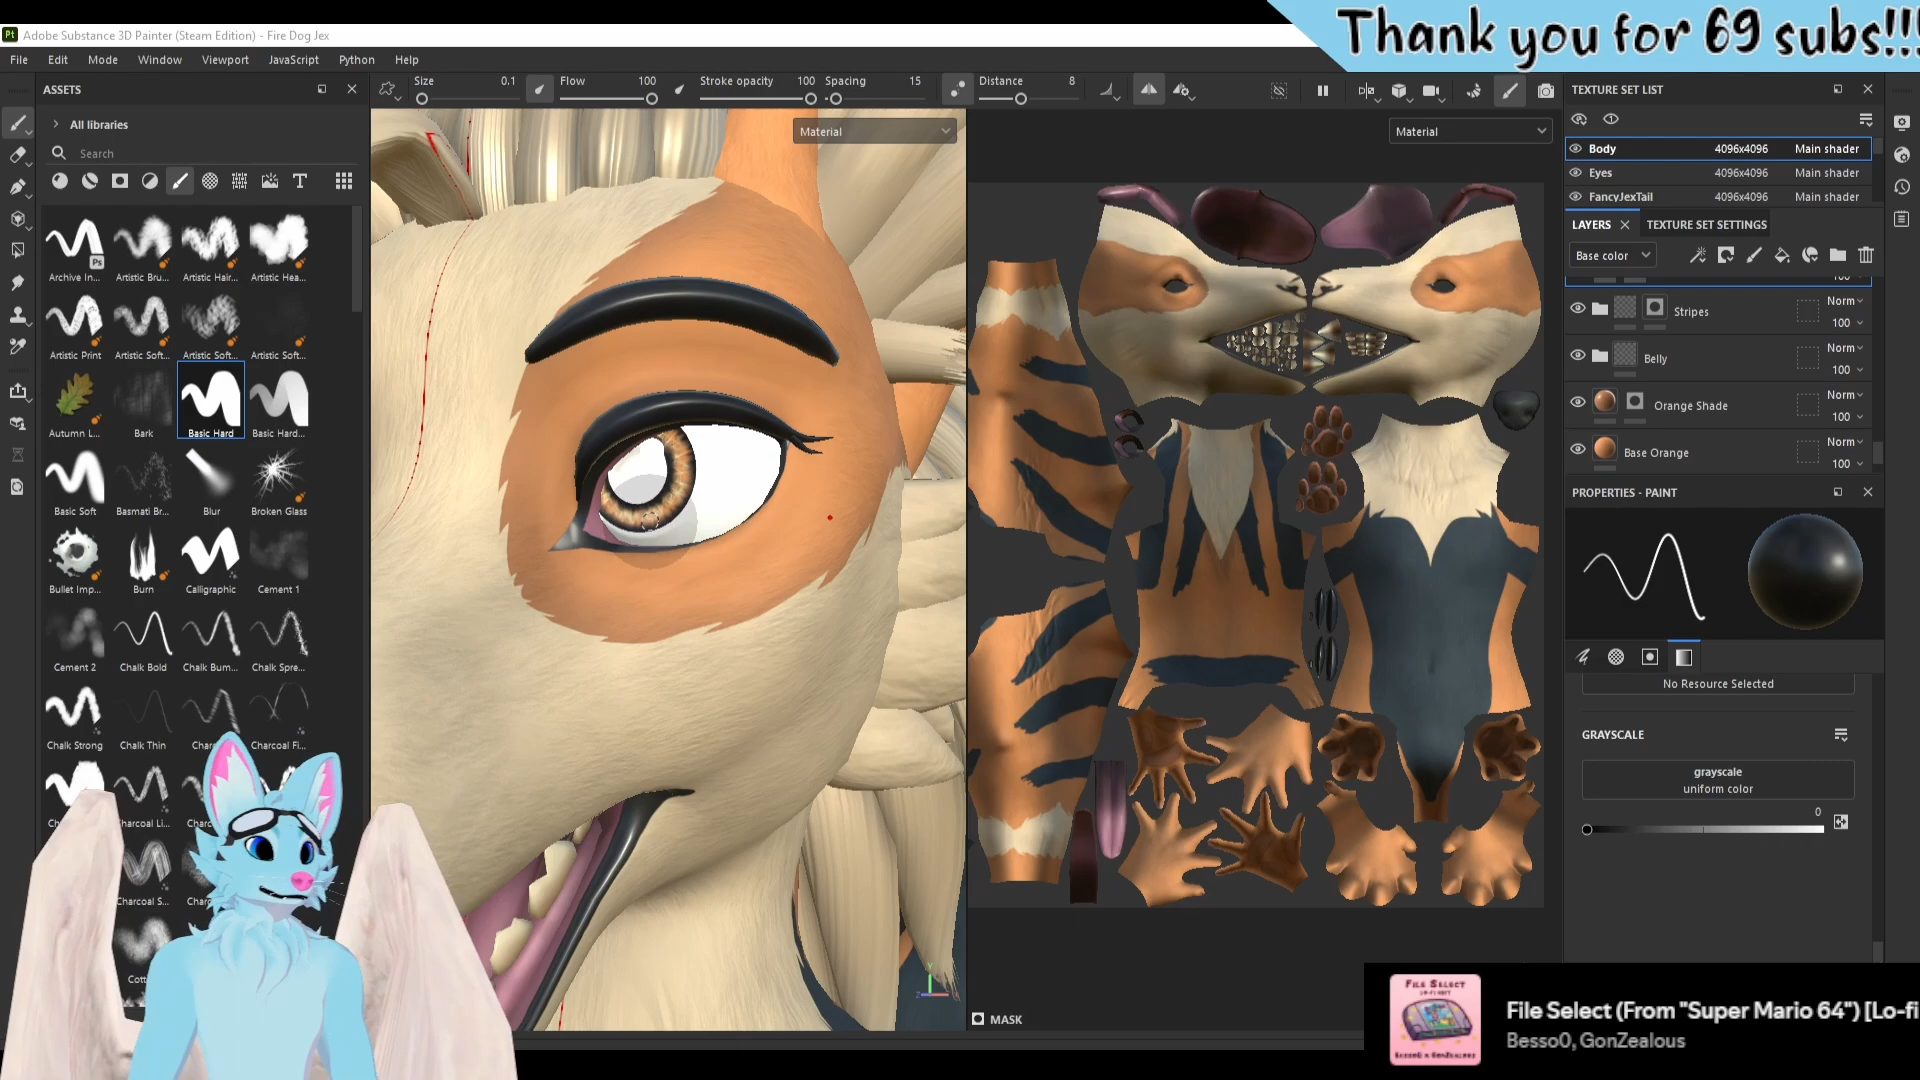 Thank you for 69 subs!!!
Pt Adobe Substance 3D Painter (Steam Edition) - Fire Dog Jex
File Edit Mode Window Viewport JavaScript Python Help
Size 0.1 Flow 100 Stroke opacity 100 Spacing 15 Distance 8
ASSETS
All libraries
Search
Archive In... Artistic Bru... Artistic Hair... Artistic Hea...
Artistic Print Artistic Soft... Artistic Soft... Artistic Soft...
Autumn L... Bark Basic Hard Basic Hard...
Basic Soft Basmati Br... Blur Broken Glass
Bullet Imp... Burn Calligraphic Cement 1
Cement 2 Chalk Bold Chalk Bum... Chalk Spre...
Chalk Strong Chalk Thin Charcoal Fi...
Charcoal S...
Material
Material
MASK
TEXTURE SET LIST
Body 4096x4096 Main shader
Eyes 4096x4096 Main shader
FancyJexTail 4096x4096 Main shader
LAYERS TEXTURE SET SETTINGS
Base color
100
Stripes Norm 100
Belly Norm 100
Orange Shade Norm 100
Base Orange Norm 100
PROPERTIES - PAINT
No Resource Selected
GRAYSCALE
grayscale
uniform color
0
FILE SELECT
File Select (From "Super Mario 64") [Lo-fi
Besso0, GonZealous